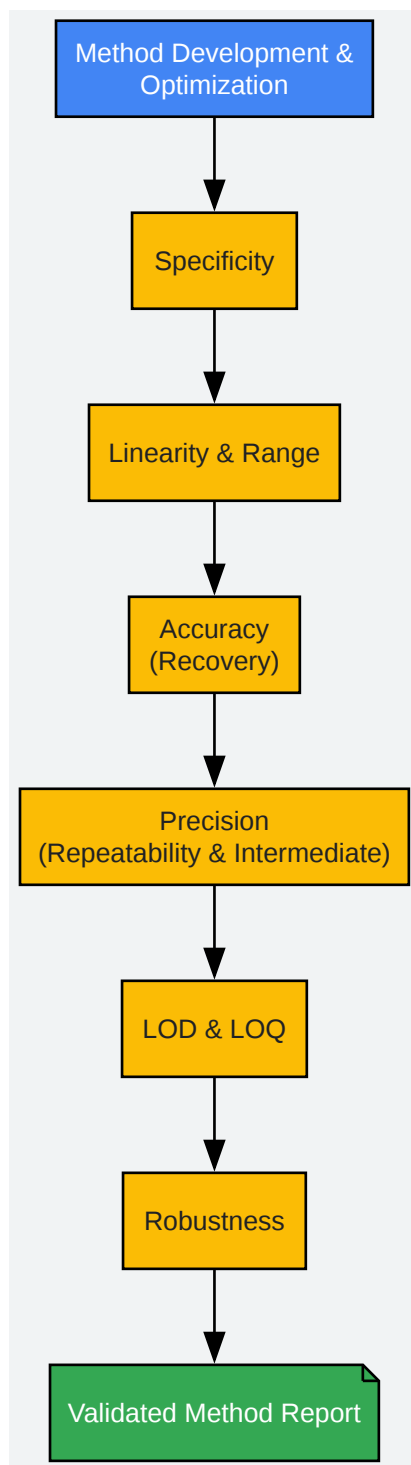 Method Development &
Optimization
Specificity
Linearity & Range
Accuracy
(Recovery)
Precision
(Repeatability & Intermediate)
LOD & LOQ
Robustness
Validated Method Report